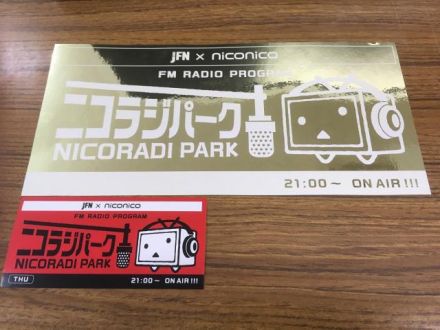 JFN × niconico
FM RADIO PROGRAM
ニコラジパーク
NICORADI PARK
21:00~ ON AIR!!!
JFN × niconico
FM RADIO PROGRAM
ニコラジパーク
NICORADI PARK
THU
21:00~ ON AIR!!!